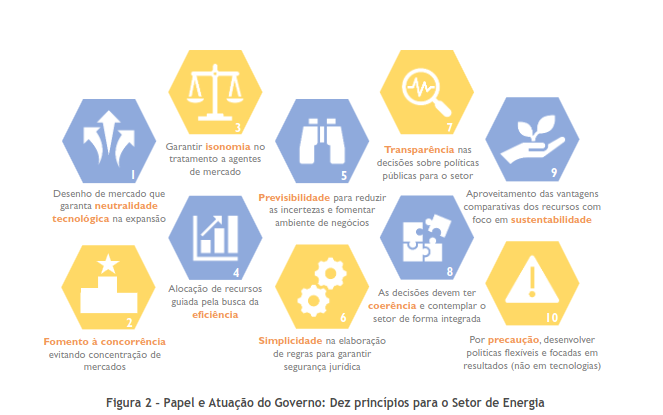 1
Desenho de mercado que
garanta neutralidade
tecnológica na expansão
2
Fomento à concorrência
evitando concentração de
mercados
3
Garantir isonomia no
tratamento a agentes
de mercado
4
Alocação de recursos
guiada pela busca da
eficiência
5
Previsibilidade para reduzir
as incertezas e fomentar
ambiente de negócios
6
Simplicidade na elaboração
de regras para garantir
segurança jurídica
7
Transparência nas
decisões sobre políticas
públicas para o setor
8
As decisões devem ter
coerência e contemplar o
setor de forma integrada
9
Aproveitamento das vantagens
comparativas dos recursos com
foco em sustentabilidade
10
Por precaução, desenvolver
políticas flexíveis e focadas em
resultados (não em tecnologias)
Figura 2 - Papel e Atuação do Governo: Dez princípios para o Setor de Energia